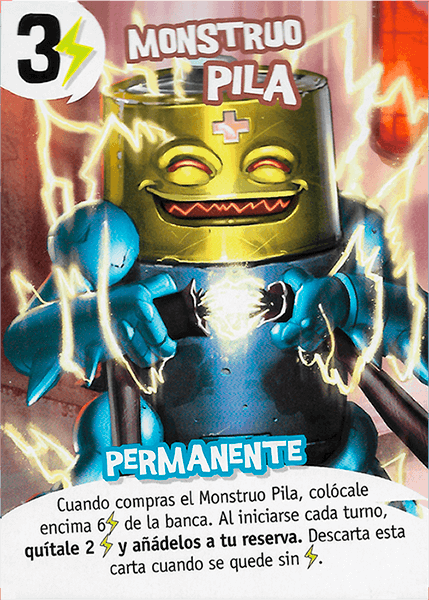 3⚡
MONSTRUO
PILA
PERMANENTE
Cuando compras el Monstruo Pila, colócale
encima 6⚡ de la banca. Al iniciarse cada turno,
quítale 2 ⚡ y añádelos a tu reserva. Descarta esta
carta cuando se quede sin ⚡.